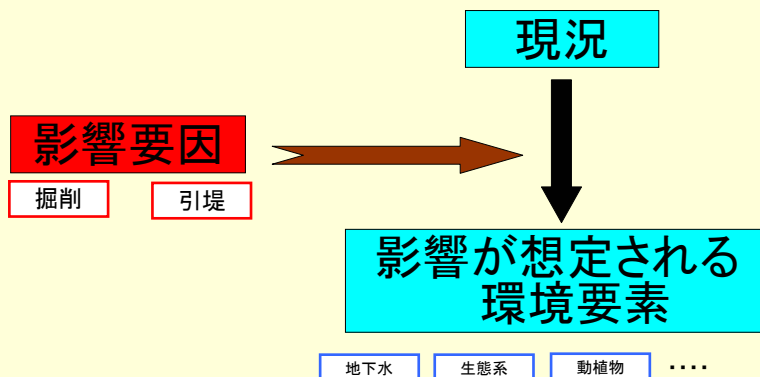 現況
影響要因
掘削
引堤
影響が想定される
環境要素
地下水
生態系
動植物
････